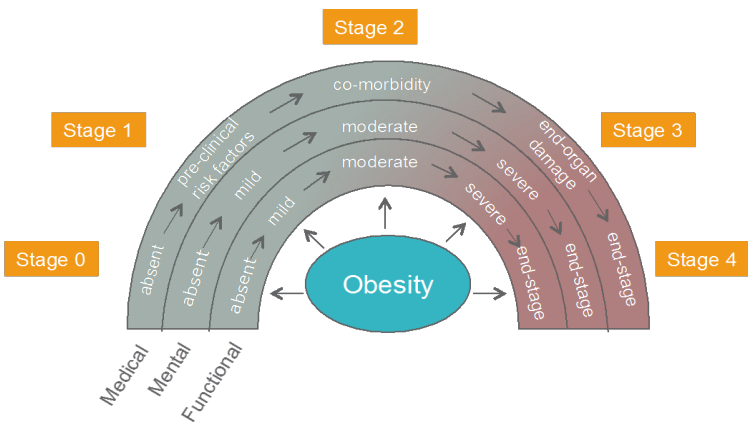 Stage 2
Stage 1
Stage 3
Stage 0
Stage 4
absent
pre-clinical
risk factors
co-morbidity
end-organ
damage
end-stage
absent
mild
moderate
severe
end-stage
absent
mild
moderate
severe
end-stage
Obesity
Medical
Mental
Functional